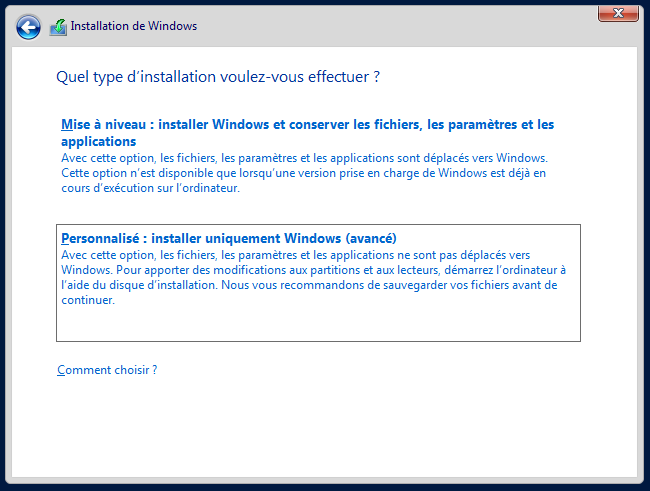 Installation de Windows
Quel type d’installation voulez-vous effectuer ?
Mise à niveau : installer Windows et conserver les fichiers, les paramètres et les
applications
Avec cette option, les fichiers, les paramètres et les applications sont déplacés vers Windows.
Cette option n’est disponible que lorsqu’une version prise en charge de Windows est déjà en
cours d’exécution sur l’ordinateur.
Personnalisé : installer uniquement Windows (avancé)
Avec cette option, les fichiers, les paramètres et les applications ne sont pas déplacés vers
Windows. Pour apporter des modifications aux partitions et aux lecteurs, démarrez l’ordinateur à
l’aide du disque d’installation. Nous vous recommandons de sauvegarder vos fichiers avant de
continuer.
Comment choisir ?